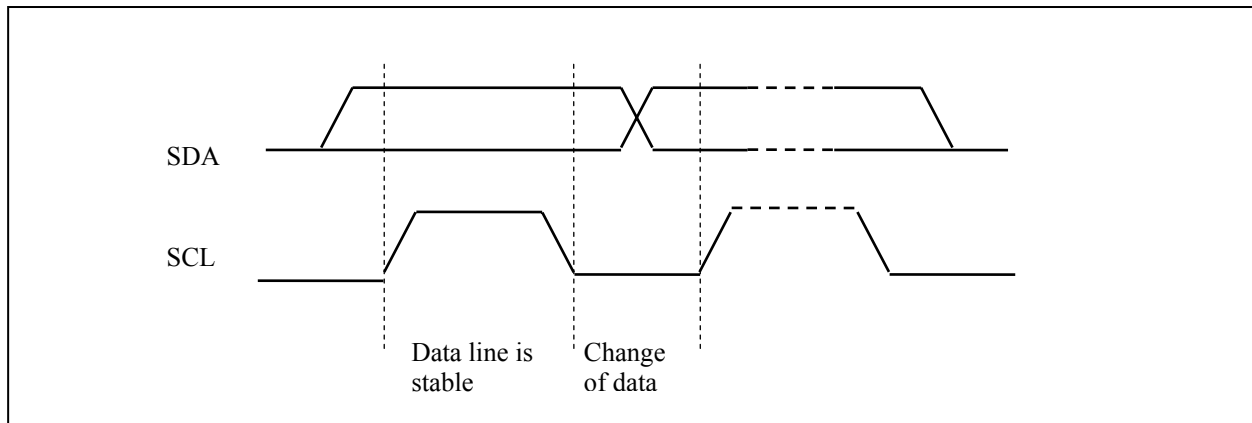 SDA
SCL
Data line is
stable
Change
of data